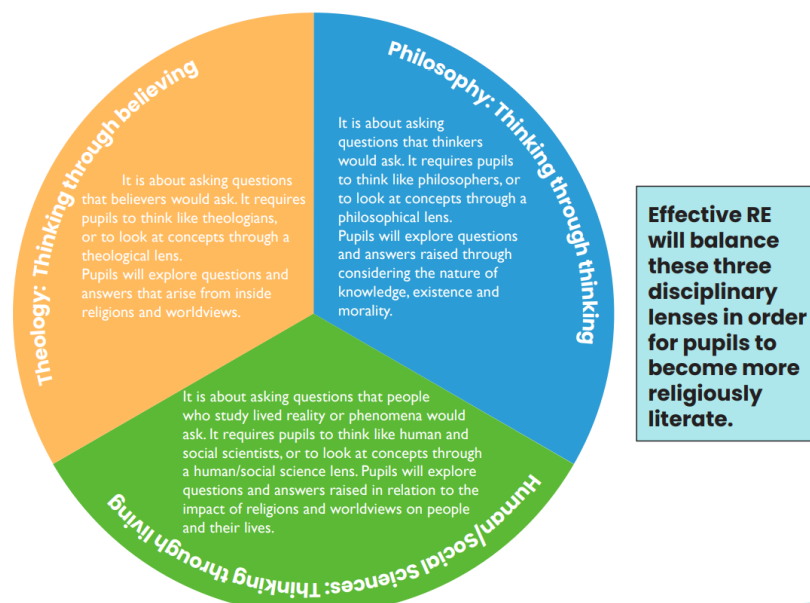 Theology: Thinking through believing
It is about asking questions
that believers would ask. It requires
pupils to think like theologians,
or to look at concepts through a
theological lens.
Pupils will explore questions and
answers that arise from inside
religions and worldviews.
Philosophy: Thinking through thinking
It is about asking
questions that thinkers
would ask. It requires pupils
to think like philosophers, or
to look at concepts through a
philosophical lens.
Pupils will explore questions
and answers raised through
considering the nature of
knowledge, existence and
morality.
It is about asking questions that people
who study lived reality or phenomena would
ask. It requires pupils to think like human and
social scientists, or to look at concepts through
a human/social science lens. Pupils will explore
questions and answers raised in relation to the
impact of religions and worldviews on people
and their lives.
Human/Social Sciences: Thinking through living
Effective RE
will balance
these three
disciplinary
lenses in order
for pupils to
become more
religiously
literate.